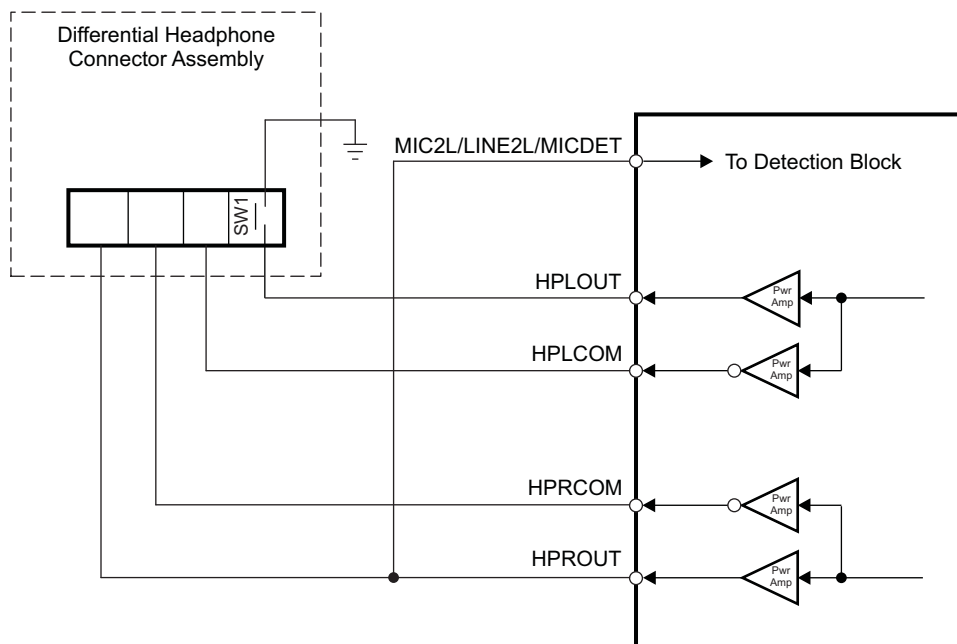 Differential Headphone
Connector Assembly
SW1
MIC2L/LINE2L/MICDET
To Detection Block
HPLOUT
Pwr
Amp
HPLCOM
Pwr
Amp
HPRCOM
Pwr
Amp
HPROUT
Pwr
Amp